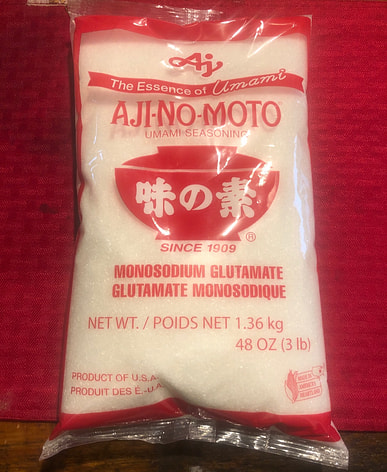 Aj
The Essence of Umami
AJI-NO-MOTO
UMAMI SEASONING
味の素
®
SINCE 1909
MONOSODIUM GLUTAMATE
GLUTAMATE MONOSODIQUE
NET WT. / POIDS NET 1.36 kg
48 OZ (3 lb)
PRODUCT OF U.S.A
PRODUIT DES É.-U.A